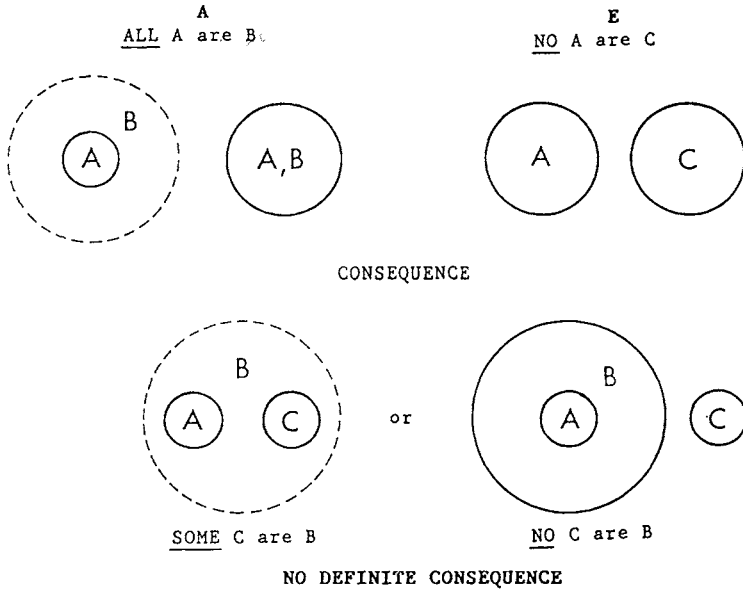 A
ALL A are B
E
NO A are C
A
B
A,B
A
C
CONSEQUENCE
B
A
C
or
B
A
C
SOME C are B
NO C are B
NO DEFINITE CONSEQUENCE